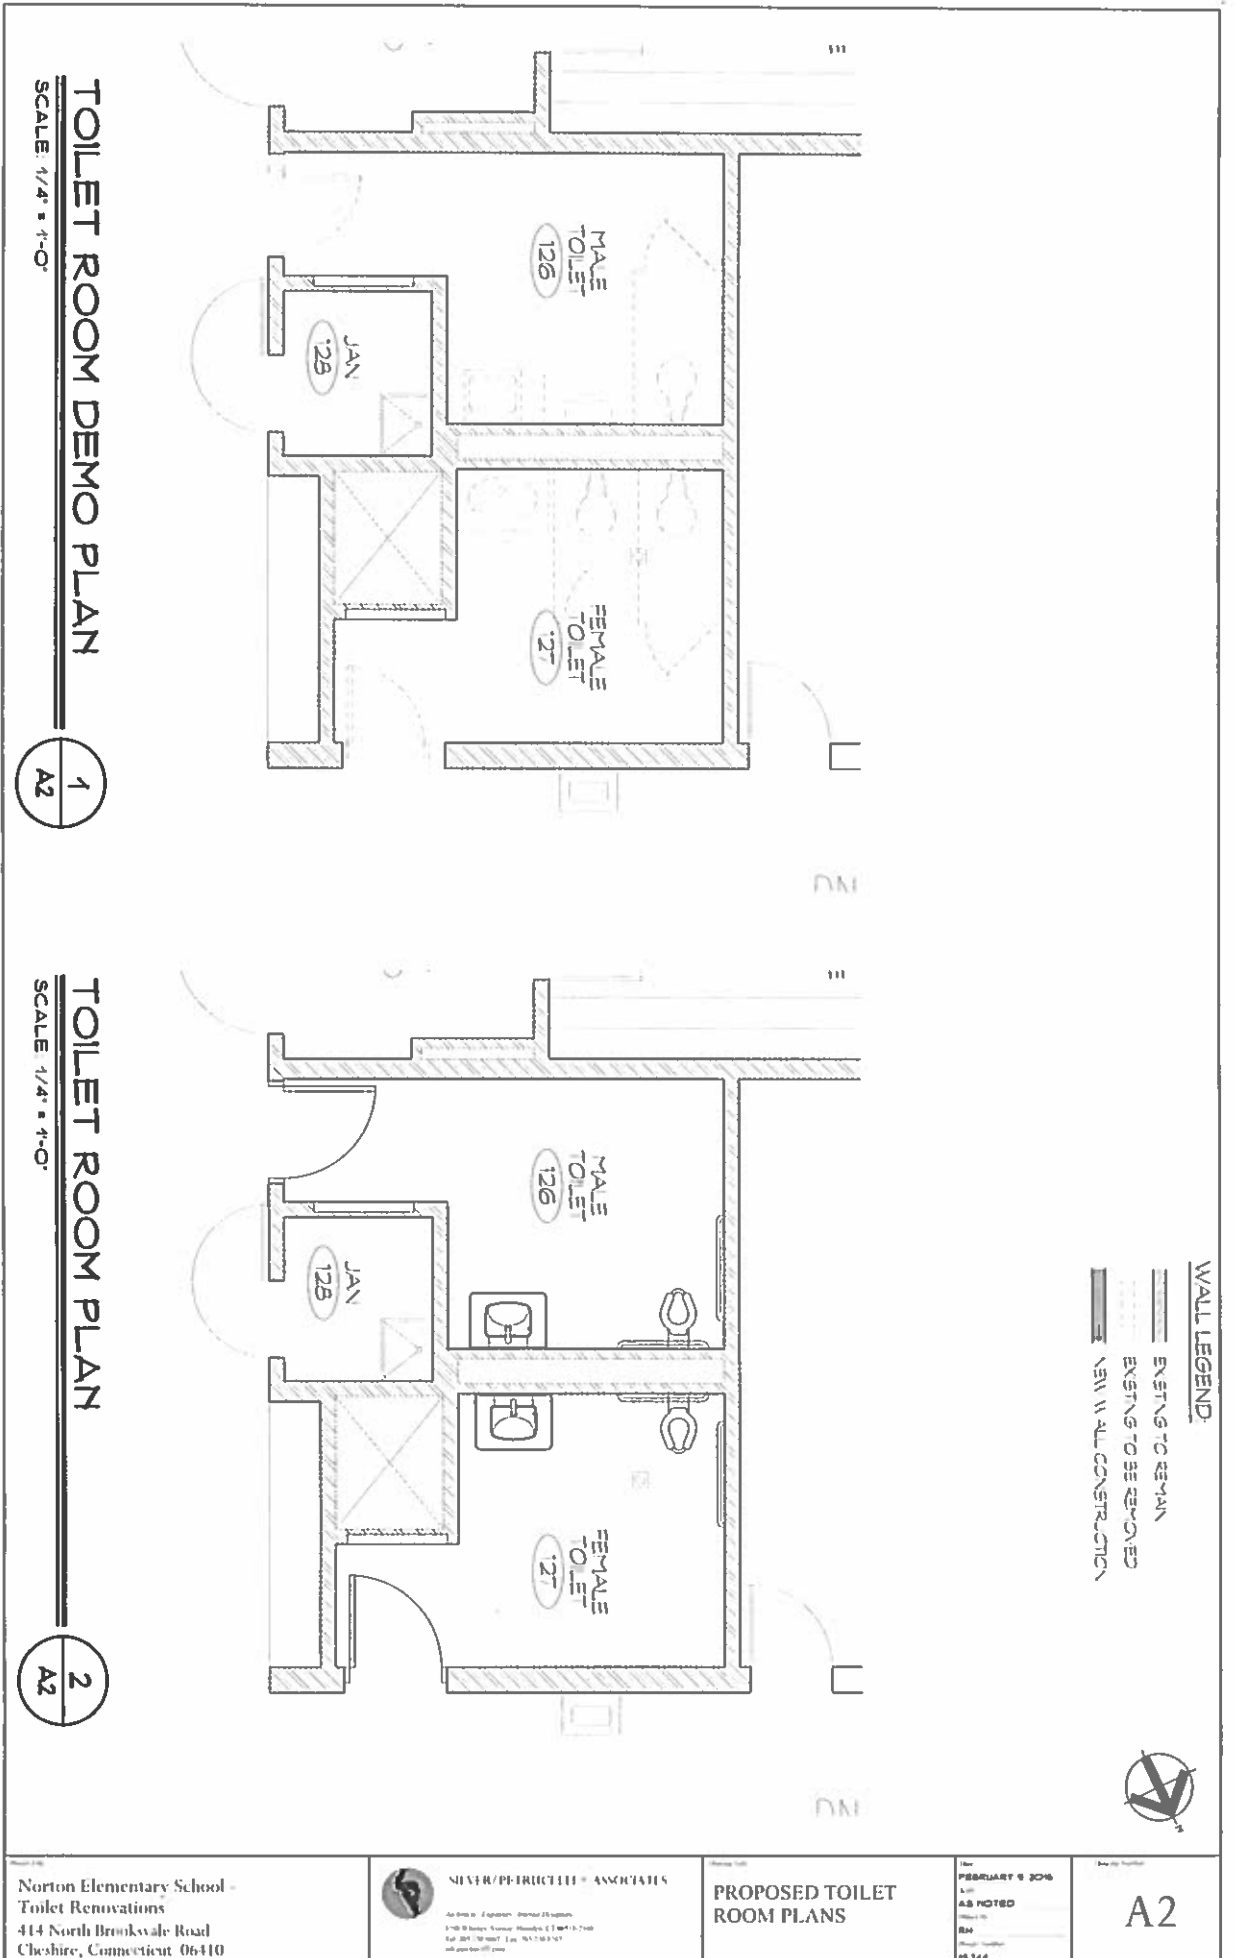 TOILET ROOM DEMO PLAN
SCALE: 1/4" = 1'-0"
1
A2
MALE
TOILET
126
JAN
128
FEMALE
TOILET
127
DN
TOILET ROOM PLAN
SCALE: 1/4" = 1'-0"
2
A2
MALE
TOILET
126
JAN
128
FEMALE
TOILET
127
DN
WALL LEGEND:
EXISTING TO REMAIN
EXISTING TO BE REMOVED
NEW WALL CONSTRUCTION
N
Norton Elementary School -
Toilet Renovations
414 North Brooksvale Road
Cheshire, Connecticut 06410
SILVER/PETRUCELLI + ASSOCIATES
PROPOSED TOILET
ROOM PLANS
FEBRUARY 9 2016
AS NOTED
RH
A2